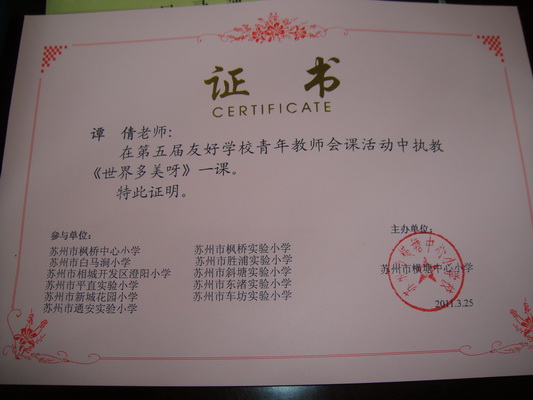 证书
CERTIFICATE
谭 倩老师:
在第五届友好学校青年教师会课活动中执教
《世界多美呀》一课。
特此证明。
参与单位:
苏州市枫桥中心小学 苏州市枫桥实验小学
苏州市白马涧小学 苏州市胜浦实验小学
苏州市相城开发区澄阳小学 苏州市斜塘实验小学
苏州市平直实验小学 苏州市东渚实验小学
苏州市新城花园小学 苏州市车坊实验小学
苏州市通安实验小学
主办单位:
苏州市横塘中心小学
2011.3.25